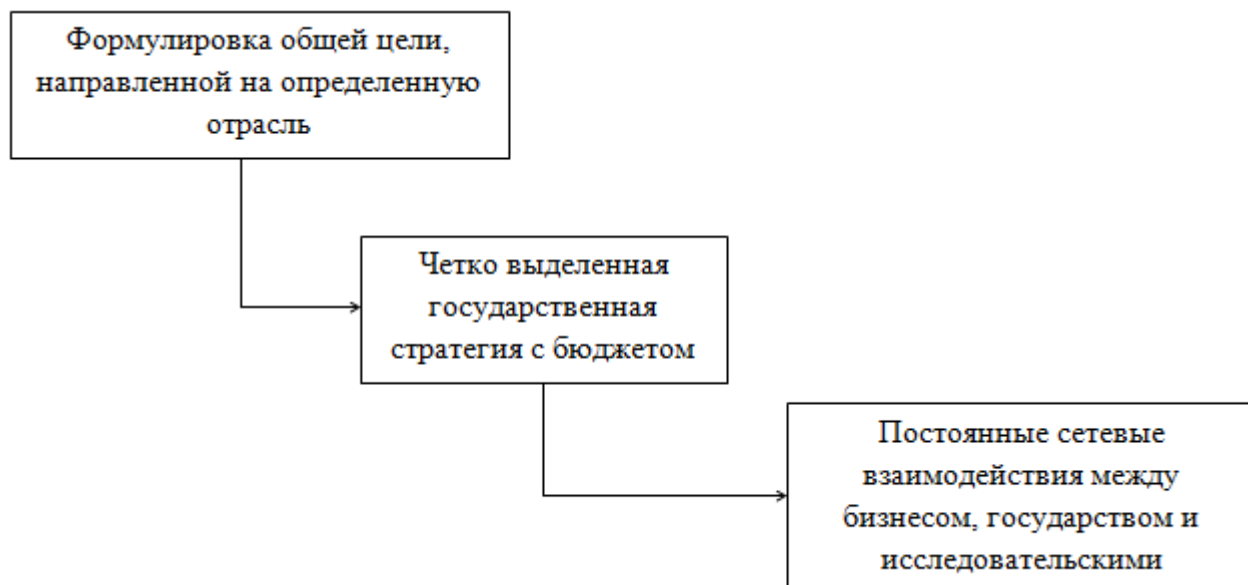 Формулировка общей цели,
направленной на определенную
отрасль
Четко выделенная
государственная
стратегия с бюджетом
Постоянные сетевые
взаимодействия между
бизнесом, государством и
исследовательскими